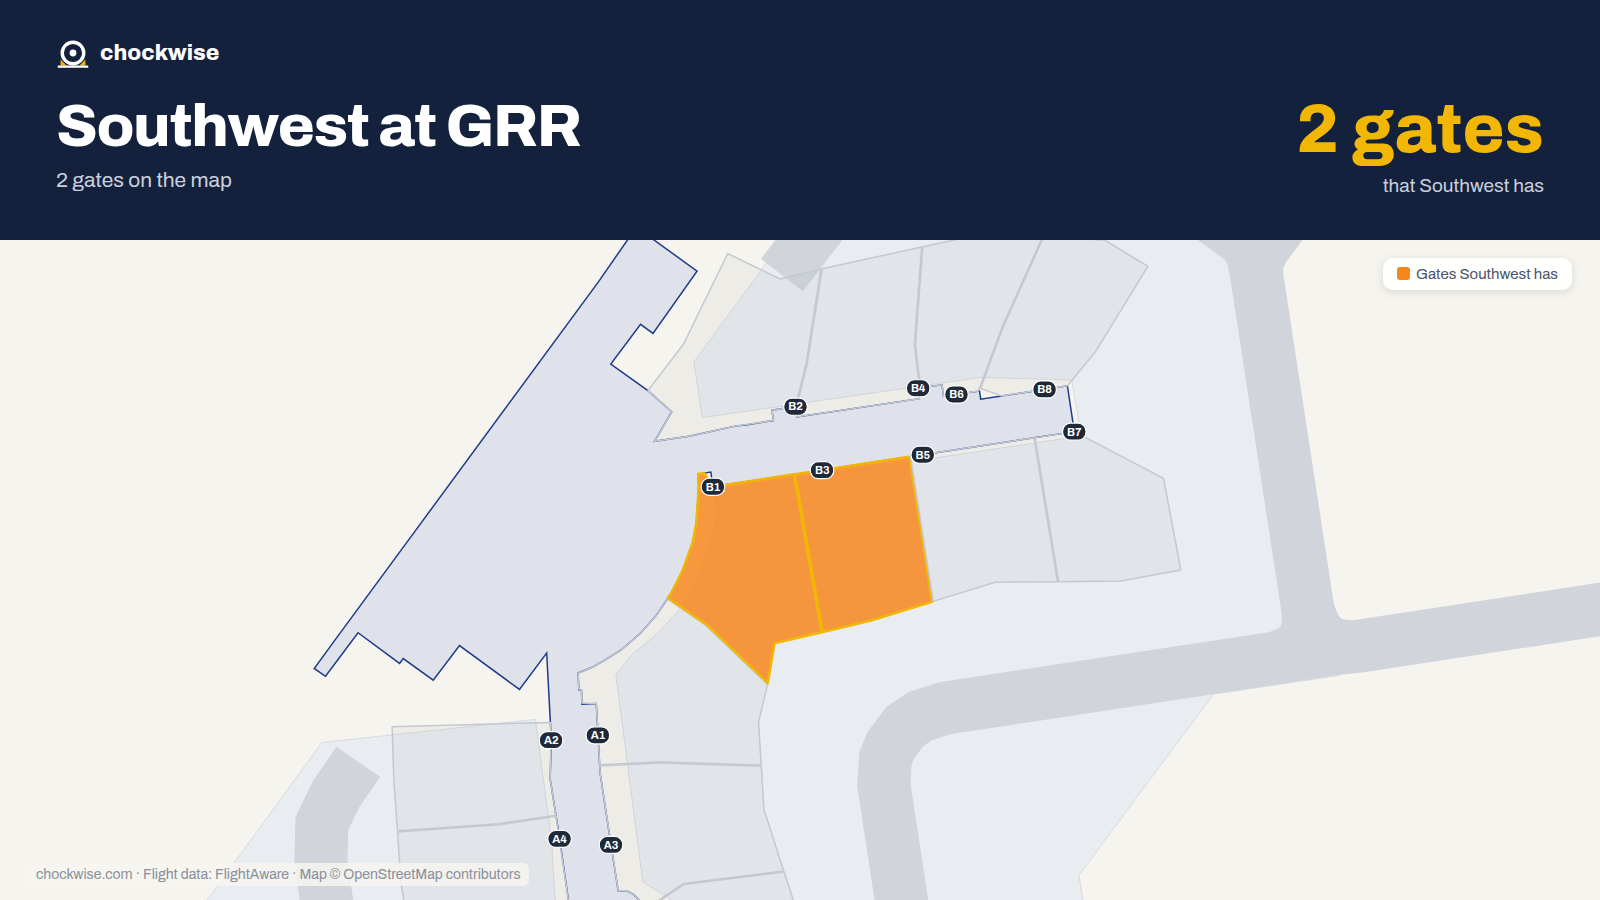 chockwise
Southwest at GRR
2 gates on the map
2 gates
that Southwest has
Gates Southwest has
B4
B6
B8
B2
B7
B5
B3
B1
A2
A1
A4
A3
chockwise.com · Flight data: FlightAware · Map © OpenStreetMap contributors